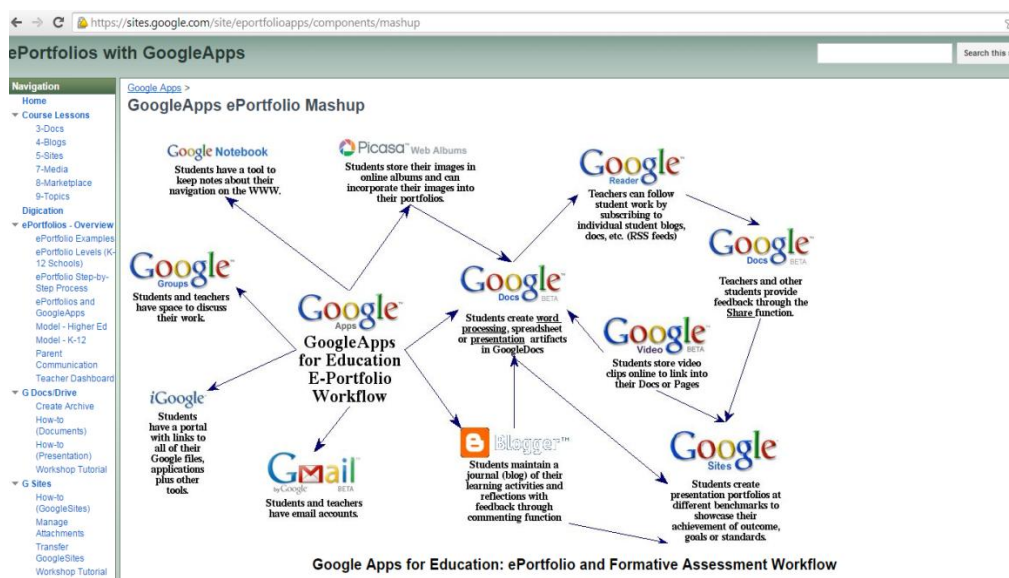 https://sites.google.com/site/eportfolioapps/components/mashup
ePortfolios with GoogleApps
Search this
Navigation
Home
Course Lessons
3-Docs
4-Blogs
5-Sites
7-Media
8-Marketplace
9-Topics
Digication
ePortfolios - Overview
ePortfolio Examples
ePortfolio Levels (K-
12 Schools)
ePortfolio Step-by-
Step Process
ePortfolios and
GoogleApps
Model - Higher Ed
Model - K-12
Parent
Communication
Teacher Dashboard
G Docs/Drive
Create Archive
How-to
(Documents)
How-to
(Presentation)
Workshop Tutorial
G Sites
How-to
(GoogleSites)
Manage
Attachments
Transfer
GoogleSites
Workshop Tutorial
Google Apps >
GoogleApps ePortfolio Mashup
Google Notebook
Students have a tool to
keep notes about their
navigation on the WWW.
Picasa™ Web Albums
Students store their images in
online albums and can
incorporate their images into
their portfolios.
Google™
Reader
Teachers can follow
student work by
subscribing to
individual student blogs,
docs, etc. (RSS feeds)
Google™
Docs BETA
Teachers and other
students provide
feedback through the
Share function.
Google™
Groups
Students and teachers
have space to discuss
their work.
Google™
Apps
GoogleApps
for Education
E-Portfolio
Workflow
Google™
Docs BETA
Students create word
processing, spreadsheet
or presentation artifacts
in GoogleDocs
Google™
Video BETA
Students store video
clips online to link into
their Docs or Pages
iGoogle™
Students
have a portal
with links to
all of their
Google files,
applications
plus other
tools.
Gmail™
by Google BETA
Students and teachers
have email accounts.
Blogger™
Students maintain a
journal (blog) of their
learning activities and
reflections with
feedback through
commenting function
Google™
Sites
Students create
presentation portfolios at
different benchmarks to
showcase their
achievement of outcome,
goals or standards.
Google Apps for Education: ePortfolio and Formative Assessment Workflow